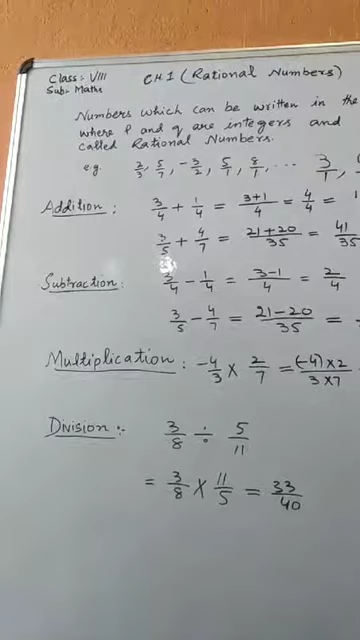 Class:- VIII
Sub:- Maths
CH.1 (Rational Numbers)
Numbers which can be written in the
where P and q are integers and
called Rational Numbers.
e.g. 2/3, 5/7, -3/2, 5/1, 8/1, ... 3/1,
Addition: 3/4 + 1/4 = 3+1/4 = 4/4 =
3/5 + 4/7 = 21+20/35 = 41/35
Subtraction: 3/4 - 1/4 = 3-1/4 = 2/4
3/5 - 4/7 = 21-20/35 =
Multiplication: -4/3 × 2/7 = (-4)×2/3×7
Division:- 3/8 ÷ 5/11
= 3/8 × 11/5 = 33/40